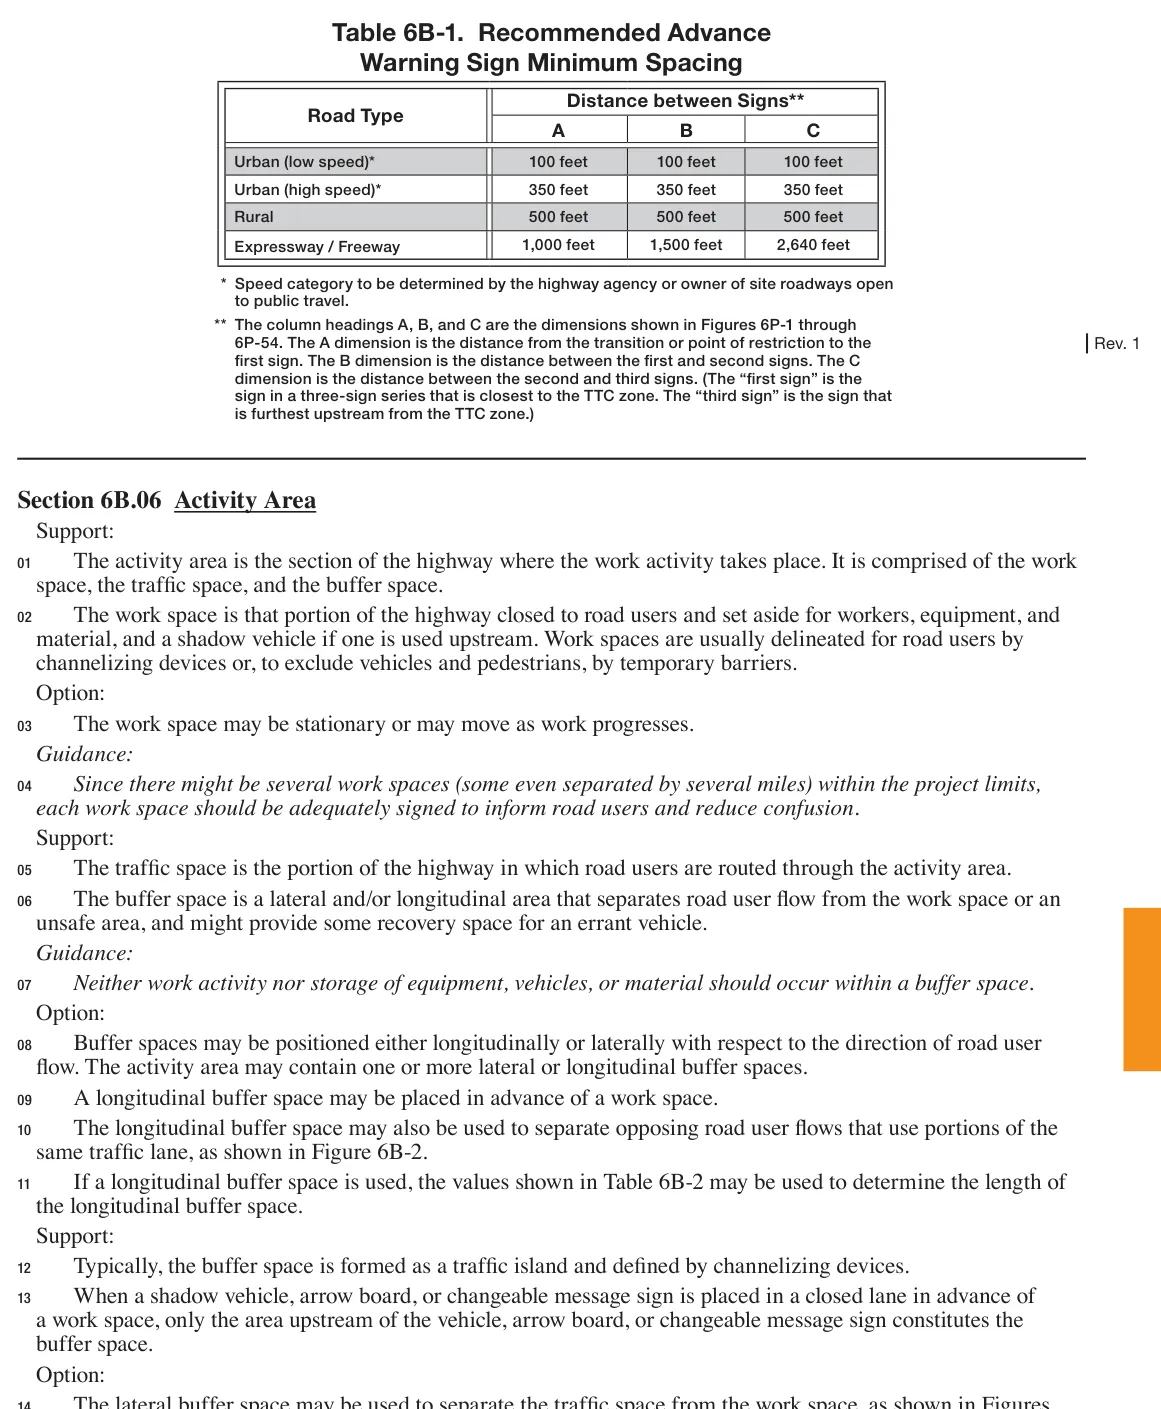 Table 6B-1. Recommended Advance
Warning Sign Minimum Spacing
Road Type
Distance between Signs**
A B C
Urban (low speed)* 100 feet 100 feet 100 feet
Urban (high speed)* 350 feet 350 feet 350 feet
Rural 500 feet 500 feet 500 feet
Expressway / Freeway 1,000 feet 1,500 feet 2,640 feet
* Speed category to be determined by the highway agency or owner of site roadways open
to public travel.
** The column headings A, B, and C are the dimensions shown in Figures 6P-1 through
6P-54. The A dimension is the distance from the transition or point of restriction to the
first sign. The B dimension is the distance between the first and second signs. The C
dimension is the distance between the second and third signs. (The “first sign” is the
sign in a three-sign series that is closest to the TTC zone. The “third sign” is the sign that
is furthest upstream from the TTC zone.)
Rev. 1
Section 6B.06 Activity Area
Support:
01 The activity area is the section of the highway where the work activity takes place. It is comprised of the work
space, the traffic space, and the buffer space.
02 The work space is that portion of the highway closed to road users and set aside for workers, equipment, and
material, and a shadow vehicle if one is used upstream. Work spaces are usually delineated for road users by
channelizing devices or, to exclude vehicles and pedestrians, by temporary barriers.
Option:
03 The work space may be stationary or may move as work progresses.
Guidance:
04 Since there might be several work spaces (some even separated by several miles) within the project limits,
each work space should be adequately signed to inform road users and reduce confusion.
Support:
05 The traffic space is the portion of the highway in which road users are routed through the activity area.
06 The buffer space is a lateral and/or longitudinal area that separates road user flow from the work space or an
unsafe area, and might provide some recovery space for an errant vehicle.
Guidance:
07 Neither work activity nor storage of equipment, vehicles, or material should occur within a buffer space.
Option:
08 Buffer spaces may be positioned either longitudinally or laterally with respect to the direction of road user
flow. The activity area may contain one or more lateral or longitudinal buffer spaces.
09 A longitudinal buffer space may be placed in advance of a work space.
10 The longitudinal buffer space may also be used to separate opposing road user flows that use portions of the
same traffic lane, as shown in Figure 6B-2.
11 If a longitudinal buffer space is used, the values shown in Table 6B-2 may be used to determine the length of
the longitudinal buffer space.
Support:
12 Typically, the buffer space is formed as a traffic island and defined by channelizing devices.
13 When a shadow vehicle, arrow board, or changeable message sign is placed in a closed lane in advance of
a work space, only the area upstream of the vehicle, arrow board, or changeable message sign constitutes the
buffer space.
Option:
14 The lateral buffer space may be used to separate the traffic space from the work space, as shown in Figures